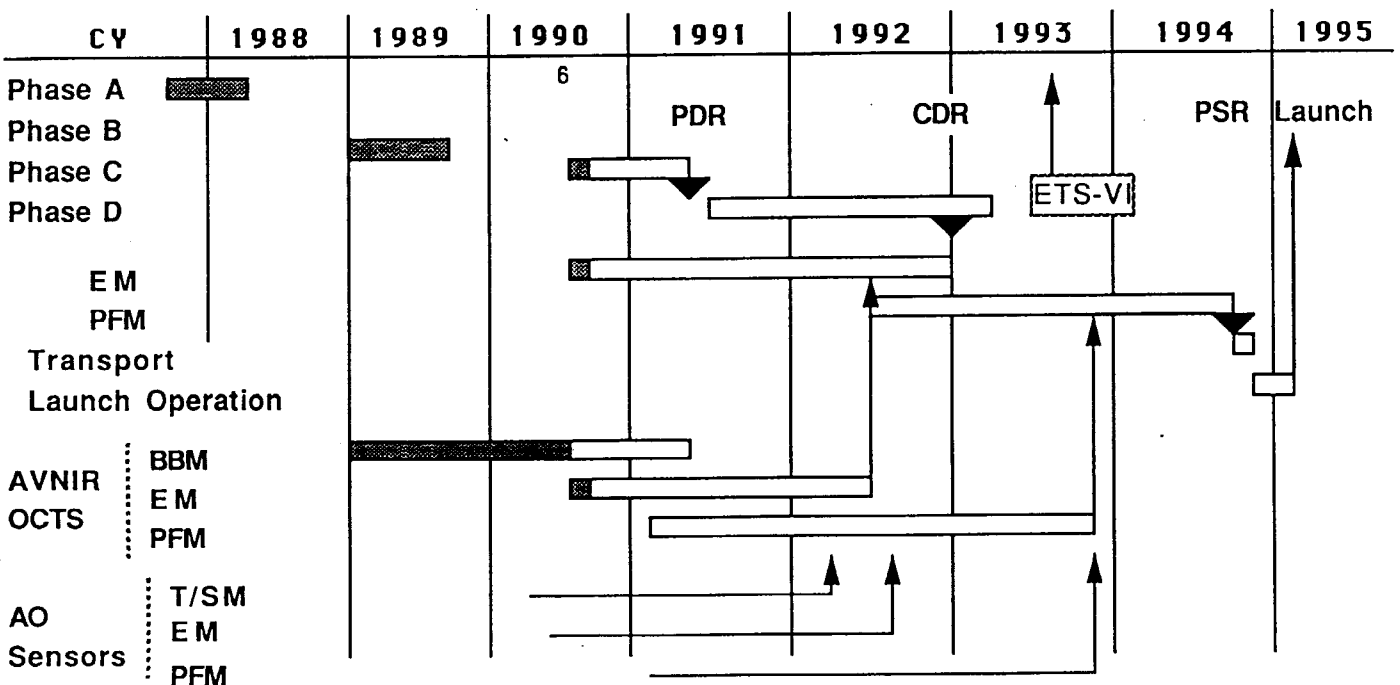 CY 1988 1989 1990 1991 1992 1993 1994 1995
6
Phase A
PDR CDR PSR Launch
Phase B
Phase C
ETS-VI
Phase D
EM
PFM
Transport
Launch Operation
AVNIR
OCTS
BBM
EM
PFM
AO
Sensors
T/SM
EM
PFM